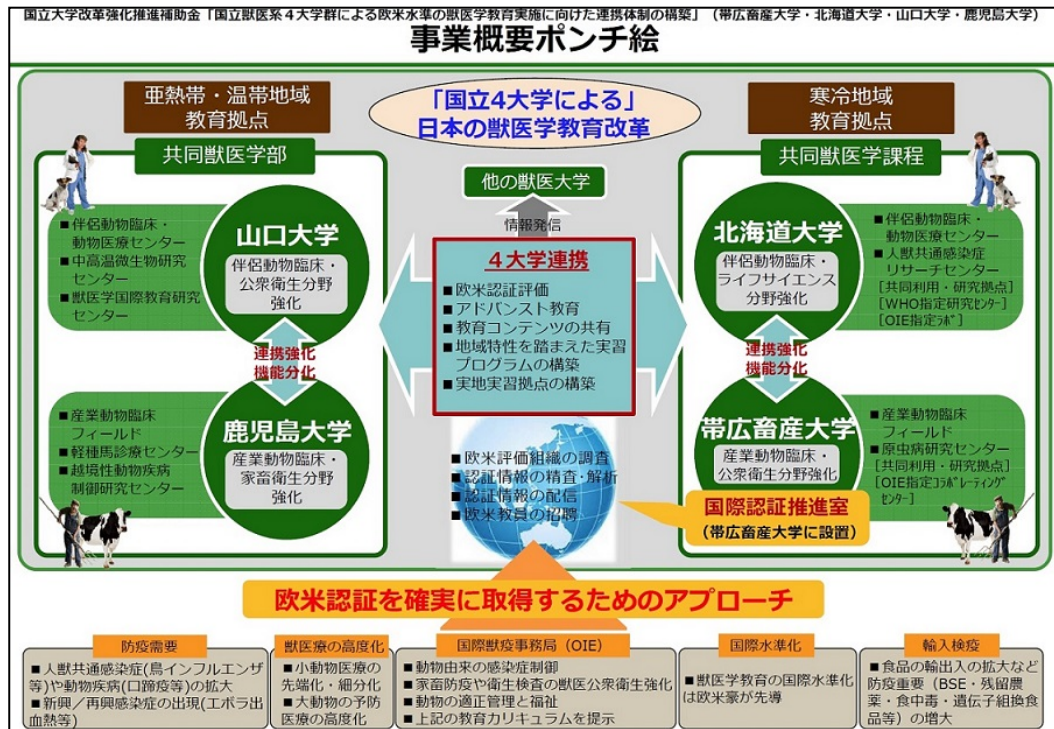 国立大学改革強化推進補助金「国立獣医系４大学群による欧米水準の獣医学教育実施に向けた連携体制の構築」（帯広畜産大学・北海道大学・山口大学・鹿児島大学）
事業概要ポンチ絵
亜熱帯・温帯地域
教育拠点
「国立4大学による」
日本の獣医学教育改革
寒冷地域
教育拠点
共同獣医学部
■伴侶動物臨床・
動物医療センター
■中高温微生物研究
センター
■獣医学国際教育研究
センター
山口大学
伴侶動物臨床・
公衆衛生分野
強化
連携強化
機能分化
■産業動物臨床
フィールド
■軽種馬診療センター
■越境性動物疾病
制御研究センター
鹿児島大学
産業動物臨床・
家畜衛生分野
強化
他の獣医大学
情報発信
４大学連携
■欧米認証評価
■アドバンスト教育
■教育コンテンツの共有
■地域特性を踏まえた実習
プログラムの構築
■実地実習拠点の構築
■欧米評価組織の調査
■認証情報の精査・解析
■認証情報の配信
■欧米教員の招聘
国際認証推進室
（帯広畜産大学に設置）
共同獣医学課程
北海道大学
伴侶動物臨床・
ライフサイエンス
分野強化
■伴侶動物臨床・
動物医療センター
■人獣共通感染症
リサーチセンター
[共同利用・研究拠点]
[WHO指定研究ｾﾝﾀｰ]
[OIE指定ﾗﾎﾞ]
連携強化
機能分化
帯広畜産大学
産業動物臨床・
公衆衛生分野強化
■産業動物臨床
フィールド
■原虫病研究センター
[共同利用・研究拠点]
[OIE指定ｺﾗﾎﾞﾚｰﾃｨﾝｸﾞ
ｾﾝﾀｰ]
欧米認証を確実に取得するためのアプローチ
防疫需要
■人獣共通感染症(鳥インフルエンザ
等)や動物疾病(口蹄疫等)の拡大
■新興／再興感染症の出現(エボラ出
血熱等)
獣医療の高度化
■小動物医療の
先端化・細分化
■大動物の予防
医療の高度化
国際獣疫事務局（OIE）
■動物由来の感染症制御
■家畜防疫や衛生検査の獣医公衆衛生強化
■動物の適正管理と福祉
■上記の教育カリキュラムを提示
国際水準化
■獣医学教育の国際水準化
は欧米豪が先導
輸入検疫
■食品の輸出入の拡大など
防疫重要（BSE・残留農
薬・食中毒・遺伝子組換食
品等）の増大